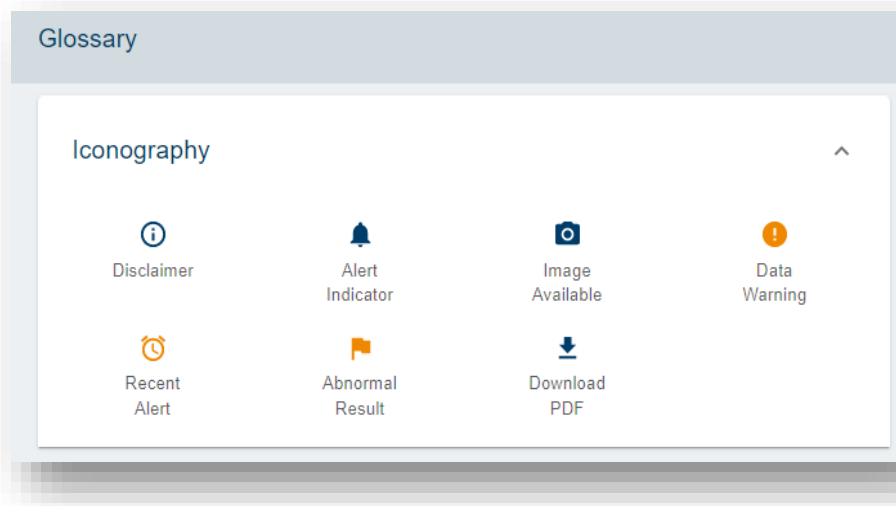 Glossary
Iconography
Disclaimer
Alert
Indicator
Image
Available
Data
Warning
Recent
Alert
Abnormal
Result
Download
PDF